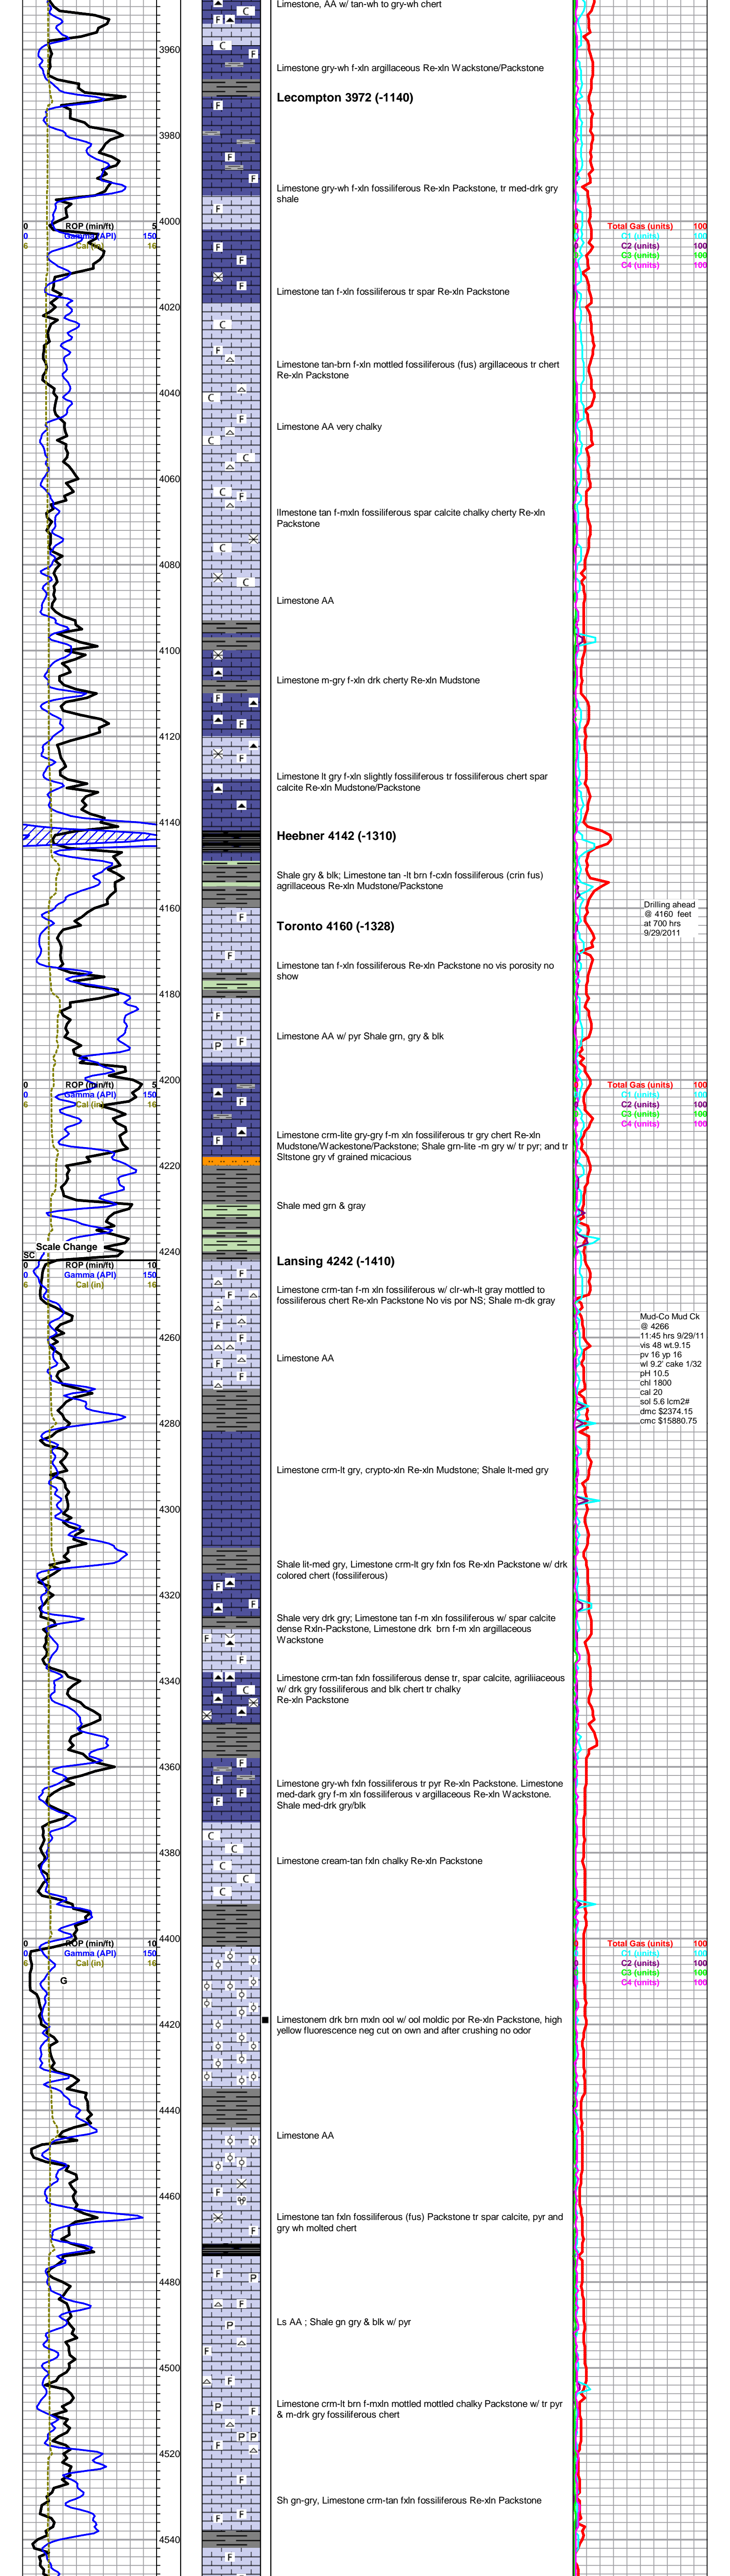 Limestone, AA w/ tan-wh to gry-wh chert
3960
Limestone gry-wh f-xln argillaceous Re-xln Wackstone/Packstone
Lecompton 3972 (-1140)
3980
Limestone gry-wh f-xln fossiliferous Re-xln Packstone, tr med-drk gry
shale
4000
0 ROP (min/ft) 5
0 Gamma (API) 150
6 Cal (in) 16
Total Gas (units) 100
C1 (units) 100
C2 (units) 100
C3 (units) 100
C4 (units) 100
Limestone tan f-xln fossiliferous tr spar Re-xln Packstone
4020
Limestone tan-brn f-xln mottled fossiliferous (fus) argillaceous tr chert
Re-xln Packstone
4040
Limestone AA very chalky
4060
lImestone tan f-mxln fossiliferous spar calcite chalky cherty Re-xln
Packstone
4080
Limestone AA
4100
Limestone m-gry f-xln drk cherty Re-xln Mudstone
4120
Limestone lt gry f-xln slightly fossiliferous tr fossiliferous chert spar
calcite Re-xln Mudstone/Packstone
4140
Heebner 4142 (-1310)
Shale gry & blk; Limestone tan -lt brn f-cxln fossiliferous (crin fus)
agrillaceous Re-xln Mudstone/Packstone
4160
Drilling ahead
@ 4160 feet
at 700 hrs
9/29/2011
Toronto 4160 (-1328)
Limestone tan f-xln fossiliferous Re-xln Packstone no vis porosity no
show
4180
Limestone AA w/ pyr Shale grn, gry & blk
4200
0 ROP (min/ft) 5
0 Gamma (API) 150
6 Cal (in) 16
Total Gas (units) 100
C1 (units) 100
C2 (units) 100
C3 (units) 100
C4 (units) 100
Limestone crm-lite gry-gry f-m xln fossiliferous tr gry chert Re-xln
Mudstone/Wackestone/Packstone; Shale grn-lite -m gry w/ tr pyr; and tr
Sltstone gry vf grained micacious
4220
Shale med grn & gray
4240
Scale Change
SC
Lansing 4242 (-1410)
0 ROP (min/ft) 10
0 Gamma (API) 150
6 Cal (in) 16
Limestone crm-tan f-m xln fossiliferous w/ clr-wh-lt gray mottled to
fossiliferous chert Re-xln Packstone No vis por NS; Shale m-dk gray
4260
Mud-Co Mud Ck
@ 4266
11:45 hrs 9/29/11
vis 48 wt.9.15
pv 16 yp 16
wl 9.2' cake 1/32
pH 10.5
chl 1800
cal 20
sol 5.6 lcm2#
dmc $2374.15
cmc $15880.75
Limestone AA
4280
Limestone crm-lt gry, crypto-xln Re-xln Mudstone; Shale lt-med gry
4300
Shale lit-med gry, Limestone crm-lt gry fxln fos Re-xln Packstone w/ drk
colored chert (fossiliferous)
4320
Shale very drk gry; Limestone tan f-m xln fossiliferous w/ spar calcite
dense Rxln-Packstone, Limestone drk brn f-m xln argillaceous
Wackstone
4340
Limestone crm-tan fxln fossiliferous dense tr, spar calcite, agriliiaceous
w/ drk gry fossiliferous and blk chert tr chalky
Re-xln Packstone
4360
Limestone gry-wh fxln fossiliferous tr pyr Re-xln Packstone. Limestone
med-dark gry f-m xln fossiliferous v argillaceous Re-xln Wackstone.
Shale med-drk gry/blk
4380
Limestone cream-tan fxln chalky Re-xln Packstone
4400
0 ROP (min/ft) 10
0 Gamma (API) 150
6 Cal (in) 16
Total Gas (units) 100
C1 (units) 100
C2 (units) 100
C3 (units) 100
C4 (units) 100
G
4420
Limestonem drk brn mxln ool w/ ool moldic por Re-xln Packstone, high
yellow fluorescence neg cut on own and after crushing no odor
4440
Limestone AA
4460
Limestone tan fxln fossiliferous (fus) Packstone tr spar calcite, pyr and
gry wh molted chert
4480
Ls AA ; Shale gn gry & blk w/ pyr
4500
Limestone crm-lt brn f-mxln mottled mottled chalky Packstone w/ tr pyr
& m-drk gry fossiliferous chert
4520
Sh gn-gry, Limestone crm-tan fxln fossiliferous Re-xln Packstone
4540